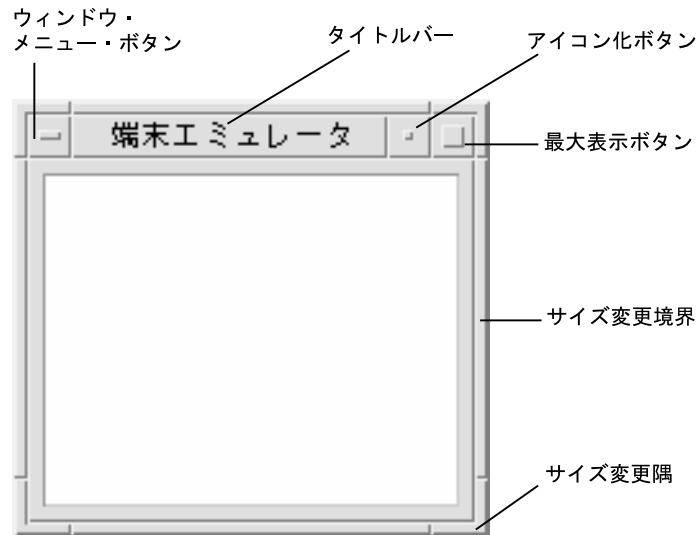 ウィンドウ・
メニュー・ボタン
タイトルバー
アイコン化ボタン
端末エミュレータ
最大表示ボタン
サイズ変更境界
サイズ変更隅